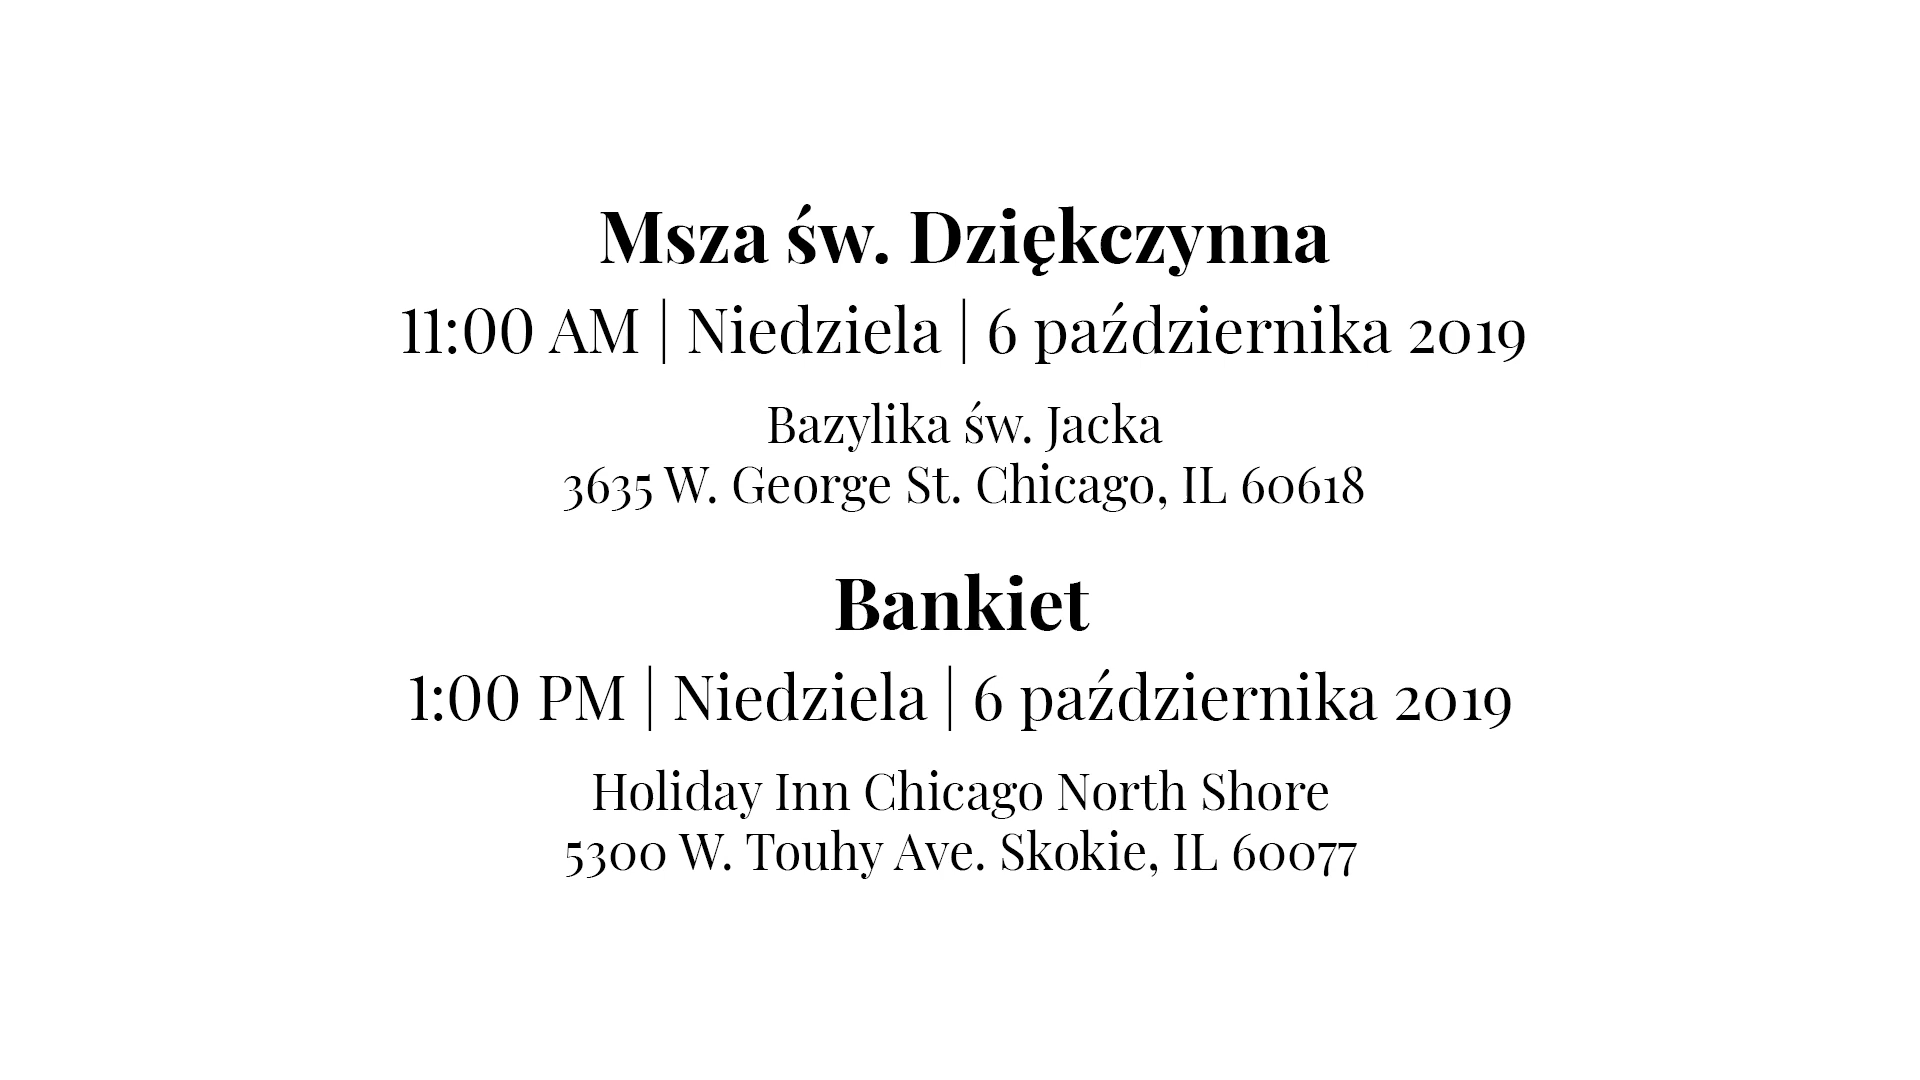 Msza św. Dziękczynna
11:00 AM | Niedziela | 6 października 2019
Bazylika św. Jacka
3635 W. George St. Chicago, IL 60618
Bankiet
1:00 PM | Niedziela | 6 października 2019
Holiday Inn Chicago North Shore
5300 W. Touhy Ave. Skokie, IL 60077